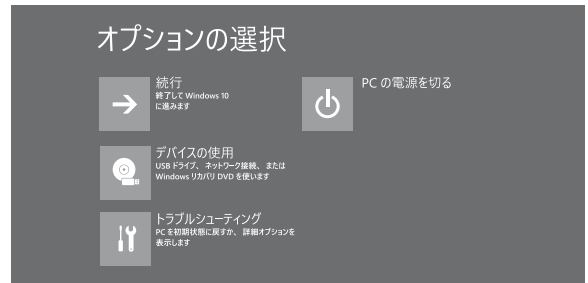 オプションの選択
続行
終了して Windows 10
に進みます
PC の電源を切る
デバイスの使用
USB ドライブ、ネットワーク接続、または
Windows リカバリ DVD を使います
トラブルシューティング
PC を初期状態に戻すか、詳細オプションを
表示します